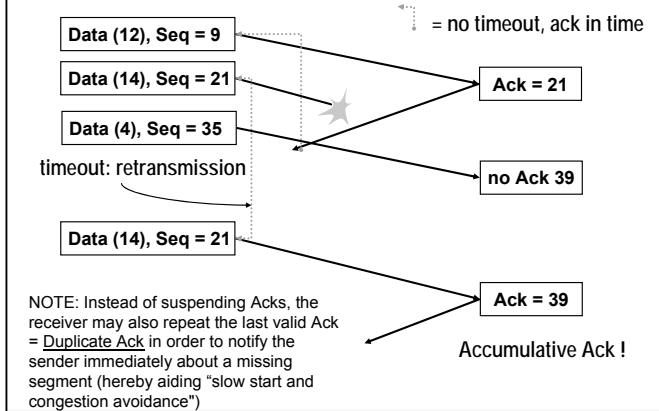 = no timeout, ack in time
Data (12), Seq = 9
Data (14), Seq = 21
Ack = 21
Data (4), Seq = 35
timeout: retransmission
no Ack 39
Data (14), Seq = 21
Ack = 39
NOTE: Instead of suspending Acks, the
receiver may also repeat the last valid Ack
= Duplicate Ack in order to notify the
sender immediately about a missing
segment (hereby aiding “slow start and
congestion avoidance")
Accumulative Ack !